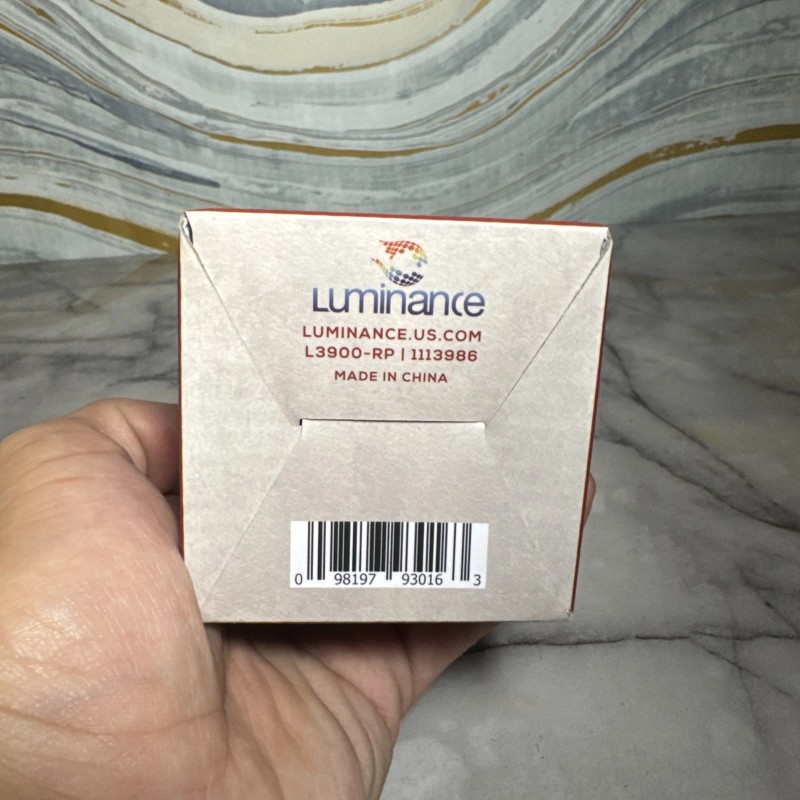 Luminance
LUMINANCE.US.COM
L3900-RP | 1113986
MADE IN CHINA
0 98197 93016 3